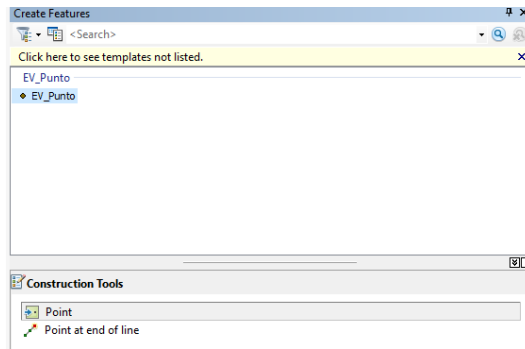 Create Features
<Search>
Click here to see templates not listed.
EV_Punto
EV_Punto
Construction Tools
Point
Point at end of line